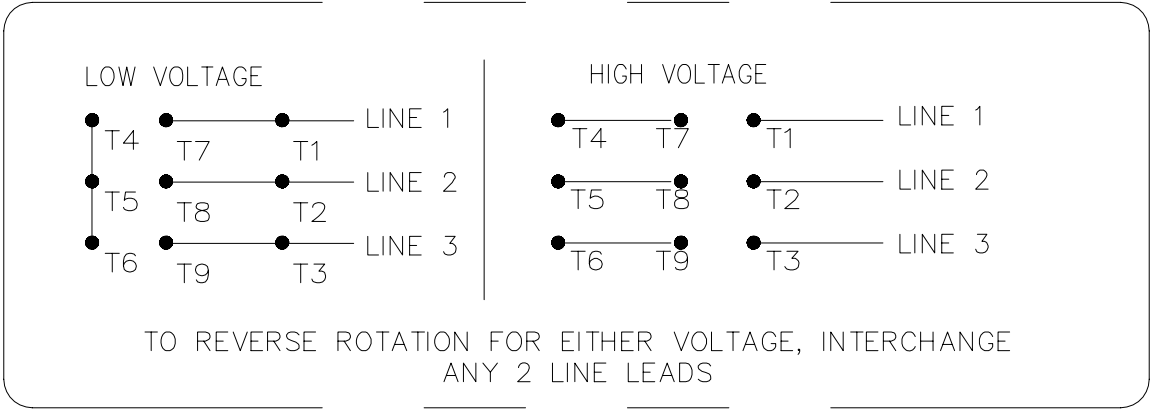 LOW VOLTAGE
T4 T7 T1 LINE 1
T5 T8 T2 LINE 2
T6 T9 T3 LINE 3
HIGH VOLTAGE
T4 T7 T1 LINE 1
T5 T8 T2 LINE 2
T6 T9 T3 LINE 3
TO REVERSE ROTATION FOR EITHER VOLTAGE, INTERCHANGE
ANY 2 LINE LEADS